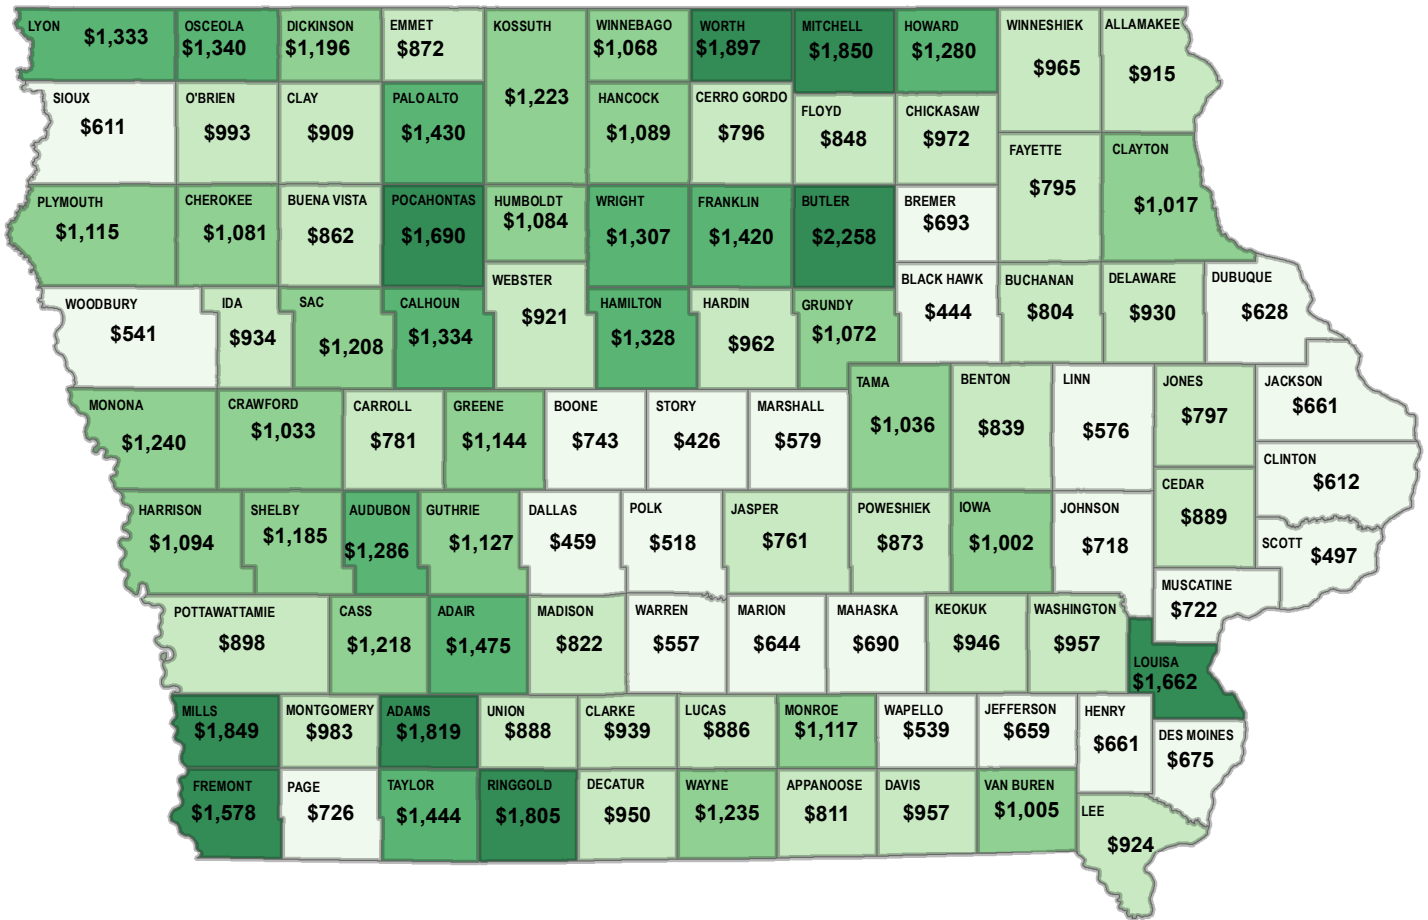 LYON
$1,333
OSCEOLA
$1,340
DICKINSON
$1,196
EMMET
$872
KOSSUTH
$1,223
WINNEBAGO
$1,068
WORTH
$1,897
MITCHELL
$1,850
HOWARD
$1,280
WINNESHIEK
$965
ALLAMAKEE
$915
SIOUX
$611
O'BRIEN
$993
CLAY
$909
PALO ALTO
$1,430
HANCOCK
$1,089
CERRO GORDO
$796
FLOYD
$848
CHICKASAW
$972
FAYETTE
$795
CLAYTON
$1,017
PLYMOUTH
$1,115
CHEROKEE
$1,081
BUENA VISTA
$862
POCAHONTAS
$1,690
HUMBOLDT
$1,084
WRIGHT
$1,307
FRANKLIN
$1,420
BUTLER
$2,258
BREMER
$693
WEBSTER
$921
BLACK HAWK
$444
BUCHANAN
$804
DELAWARE
$930
DUBUQUE
$628
WOODBURY
$541
IDA
$934
SAC
$1,208
CALHOUN
$1,334
HAMILTON
$1,328
HARDIN
$962
GRUNDY
$1,072
TAMA
$1,036
BENTON
$839
LINN
$576
JONES
$797
JACKSON
$661
MONONA
$1,240
CRAWFORD
$1,033
CARROLL
$781
GREENE
$1,144
BOONE
$743
STORY
$426
MARSHALL
$579
CLINTON
$612
CEDAR
$889
HARRISON
$1,094
SHELBY
$1,185
AUDUBON
$1,286
GUTHRIE
$1,127
DALLAS
$459
POLK
$518
JASPER
$761
POWESHIEK
$873
IOWA
$1,002
JOHNSON
$718
SCOTT
$497
MUSCATINE
$722
POTTAWATTAMIE
$898
CASS
$1,218
ADAIR
$1,475
MADISON
$822
WARREN
$557
MARION
$644
MAHASKA
$690
KEOKUK
$946
WASHINGTON
$957
LOUISA
$1,662
MILLS
$1,849
MONTGOMERY
$983
ADAMS
$1,819
UNION
$888
CLARKE
$939
LUCAS
$886
MONROE
$1,117
WAPELLO
$539
JEFFERSON
$659
HENRY
$661
DES MOINES
$675
FREMONT
$1,578
PAGE
$726
TAYLOR
$1,444
RINGGOLD
$1,805
DECATUR
$950
WAYNE
$1,235
APPANOOSE
$811
DAVIS
$957
VAN BUREN
$1,005
LEE
$924